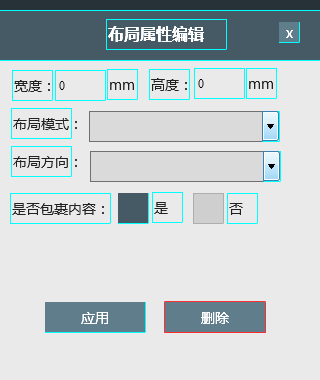 布局属性编辑 x
宽度：0 mm 高度：0 mm
布局模式：
布局方向：
是否包裹内容： 是 否
应用 删除